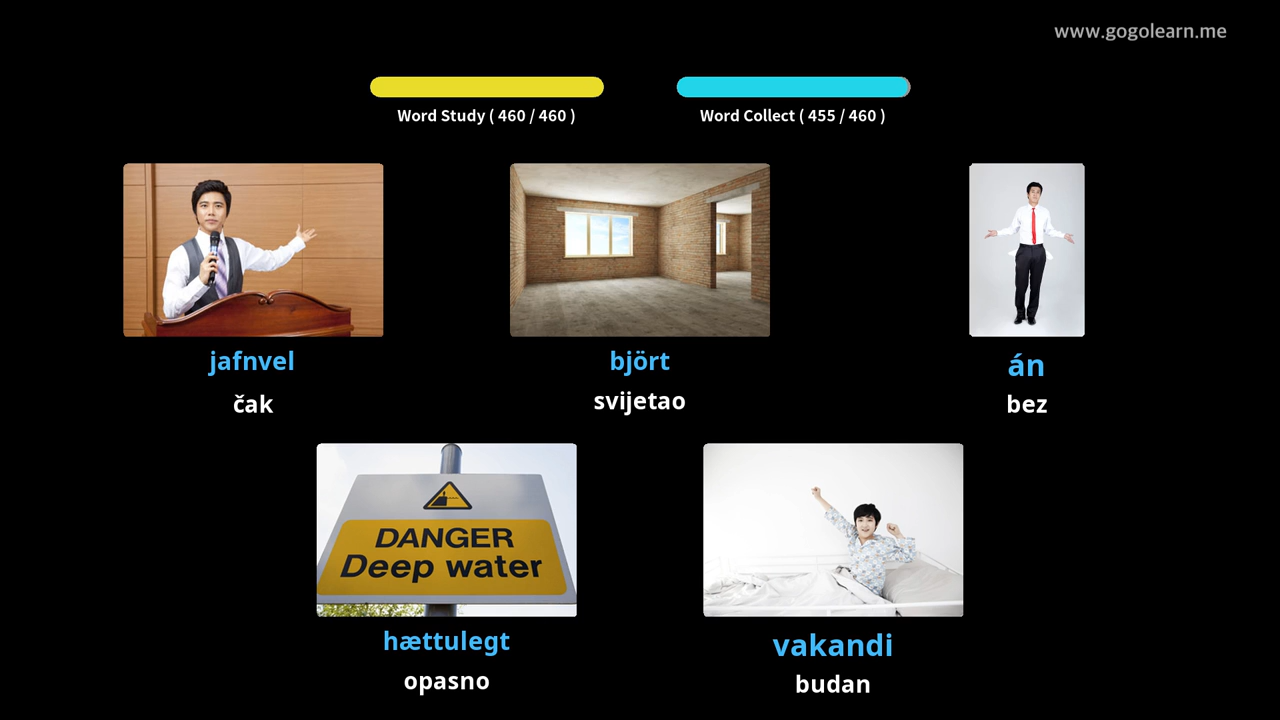 www.gogolearn.me
Word Study ( 460 / 460 )
Word Collect ( 455 / 460 )
jafnvel
čak
björt
svijetao
án
bez
DANGER
Deep water
hættulegt
opasno
vakandi
budan